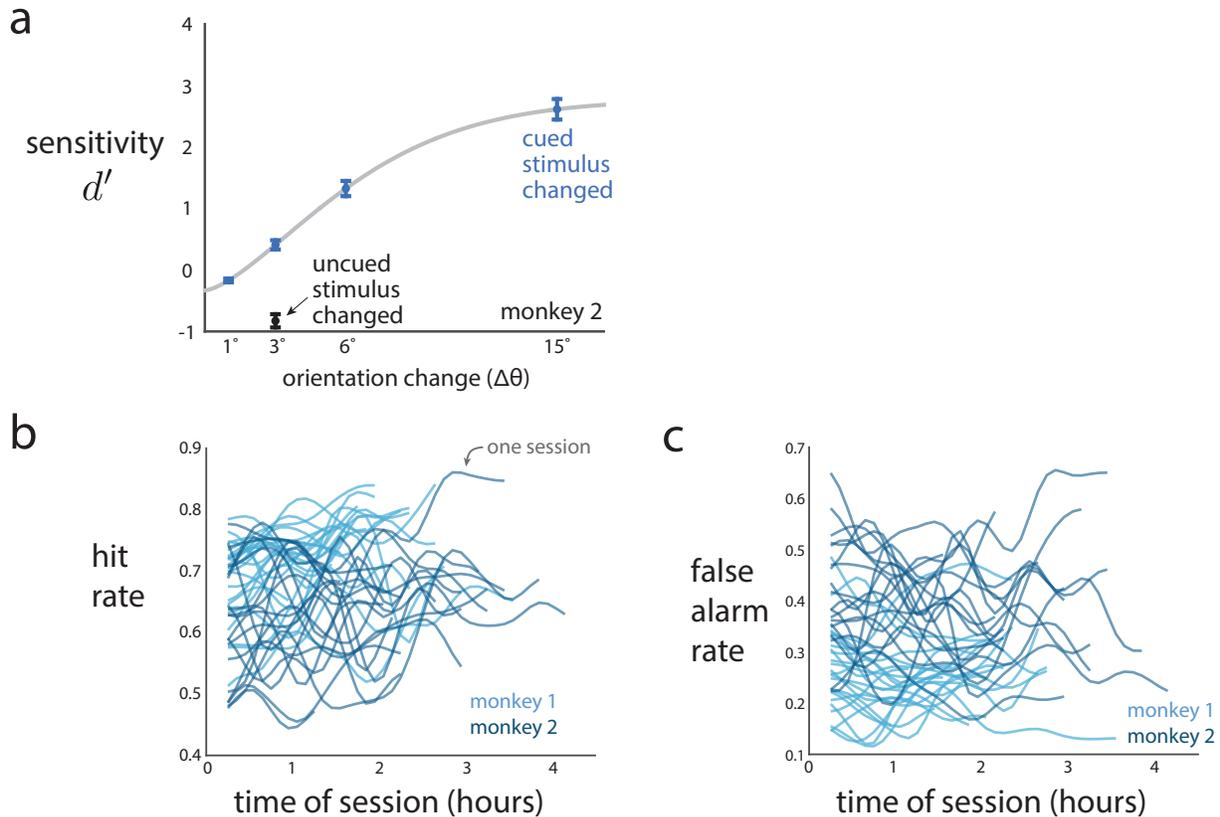 a
4
3
2
1
0
-1
sensitivity
d′
cued
stimulus
changed
uncued
stimulus
changed
monkey 2
1° 3° 6° 15°
orientation change (Δθ)
b
0.9
0.8
0.7
0.6
0.5
0.4
hit
rate
one session
monkey 1
monkey 2
0 1 2 3 4
time of session (hours)
c
0.7
0.6
0.5
0.4
0.3
0.2
0.1
false
alarm
rate
monkey 1
monkey 2
0 1 2 3 4
time of session (hours)